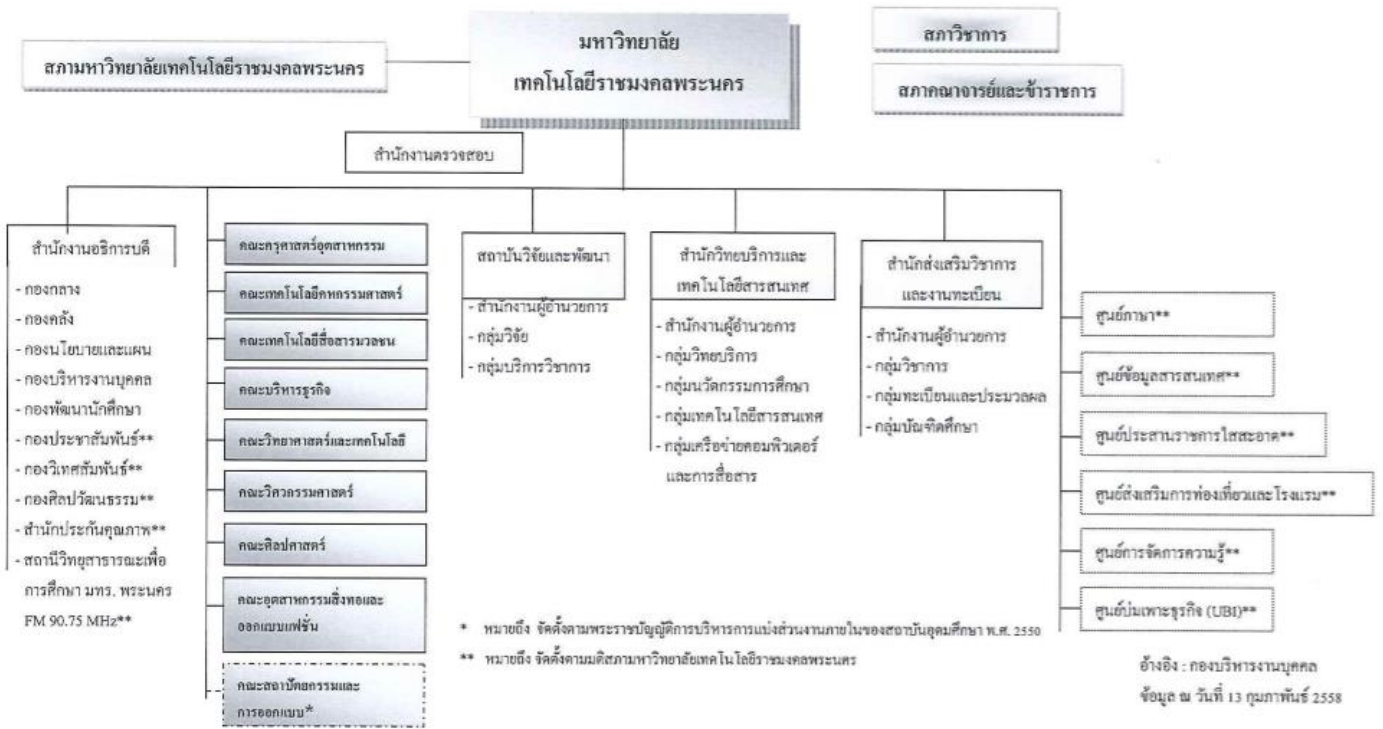 มหาวิทยาลัย
เทคโนโลยีราชมงคลพระนคร
สภามหาวิทยาลัยเทคโนโลยีราชมงคลพระนคร
สภาวิชาการ
สภาคณาจารย์และข้าราชการ
สำนักงานตรวจสอบ
สำนักงานอธิการบดี
- กองกลาง
- กองคลัง
- กองนโยบายและแผน
- กองบริหารงานบุคคล
- กองพัฒนานักศึกษา
- กองประชาสัมพันธ์**
- กองวิเทศสัมพันธ์**
- กองศิลปวัฒนธรรม**
- สำนักประกันคุณภาพ**
- สถานีวิทยุสาธารณะเพื่อ
การศึกษา มทร. พระนคร
FM 90.75 MHz**
คณะครุศาสตร์อุตสาหกรรม
คณะเทคโนโลยีคหกรรมศาสตร์
คณะเทคโนโลยีสื่อสารมวลชน
คณะบริหารธุรกิจ
คณะวิทยาศาสตร์และเทคโนโลยี
คณะวิศวกรรมศาสตร์
คณะศิลปศาสตร์
คณะอุตสาหกรรมสิ่งทอและ
ออกแบบแฟชั่น
คณะสถาปัตยกรรมและ
การออกแบบ*
สถาบันวิจัยและพัฒนา
- สำนักงานผู้อำนวยการ
- กลุ่มวิจัย
- กลุ่มบริการวิชาการ
สำนักวิทยบริการและ
เทคโนโลยีสารสนเทศ
- สำนักงานผู้อำนวยการ
- กลุ่มวิทยบริการ
- กลุ่มนวัตกรรมการศึกษา
- กลุ่มเทคโนโลยีสารสนเทศ
- กลุ่มเครือข่ายคอมพิวเตอร์
และการสื่อสาร
สำนักส่งเสริมวิชาการ
และงานทะเบียน
- สำนักงานผู้อำนวยการ
- กลุ่มวิชาการ
- กลุ่มทะเบียนและประมวลผล
- กลุ่มบัณฑิตศึกษา
ศูนย์ภาษา**
ศูนย์ข้อมูลสารสนเทศ**
ศูนย์ประสานราชการใสสะอาด**
ศูนย์ส่งเสริมการท่องเที่ยวและโรงแรม**
ศูนย์การจัดการความรู้**
ศูนย์บ่มเพาะธุรกิจ (UBI)**
* หมายถึง จัดตั้งตามพระราชบัญญัติการบริหารการแบ่งส่วนงานภายในของสถาบันอุดมศึกษา พ.ศ. 2550
** หมายถึง จัดตั้งตามมติสภามหาวิทยาลัยเทคโนโลยีราชมงคลพระนคร
อ้างอิง : กองบริหารงานบุคคล
ข้อมูล ณ วันที่ 13 กุมภาพันธ์ 2558